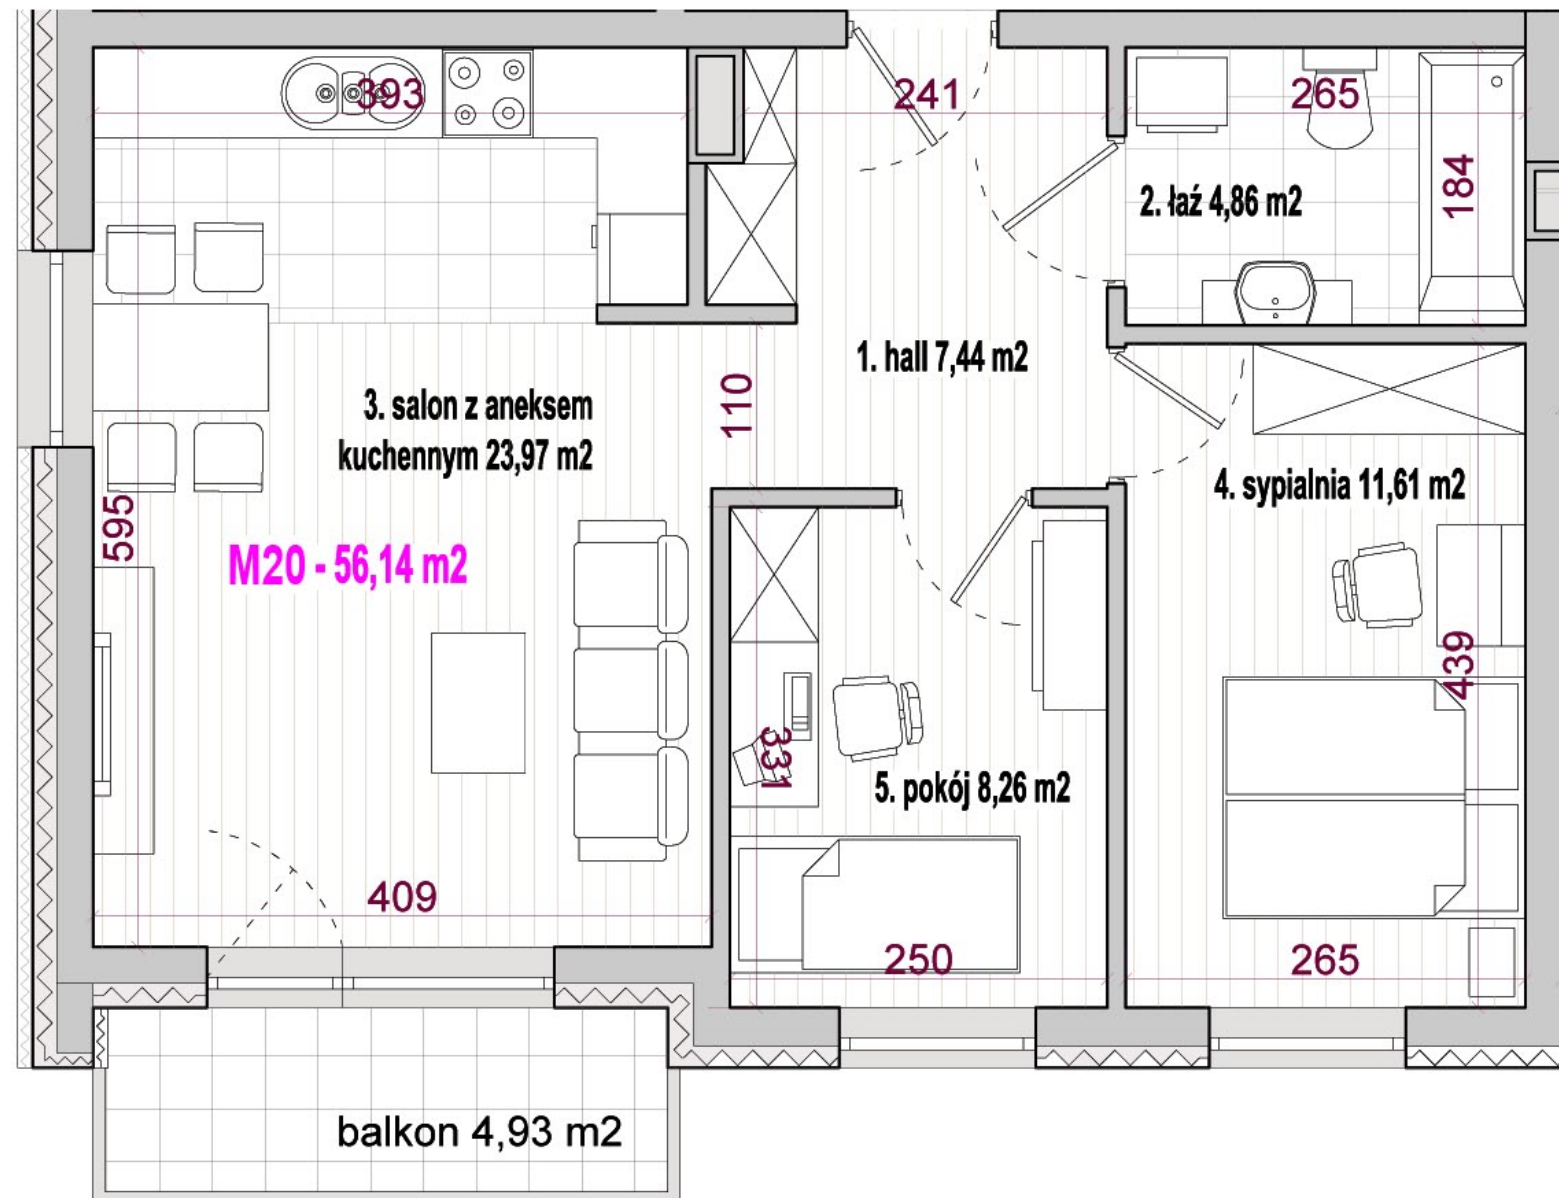 393
241
265
184
2. łaź 4,86 m2
1. hall 7,44 m2
110
3. salon z aneksem
kuchennym 23,97 m2
4. sypialnia 11,61 m2
595
M20 - 56,14 m2
439
331
5. pokój 8,26 m2
409
250
265
balkon 4,93 m2